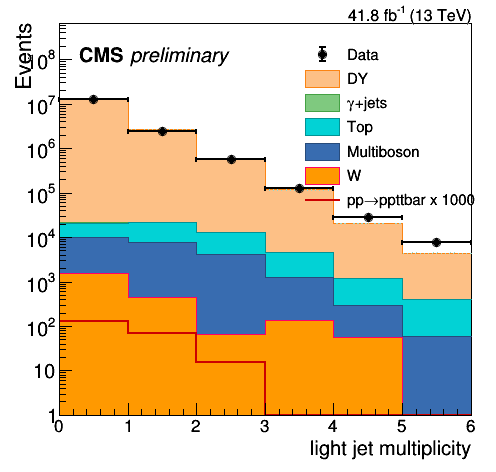 41.8 fb⁻¹ (13 TeV)
Events
CMS preliminary
Data
DY
γ+jets
Top
Multiboson
W
pp→ppttbar x 1000
10⁸
10⁷
10⁶
10⁵
10⁴
10³
10²
10
1
0 1 2 3 4 5 6
light jet multiplicity